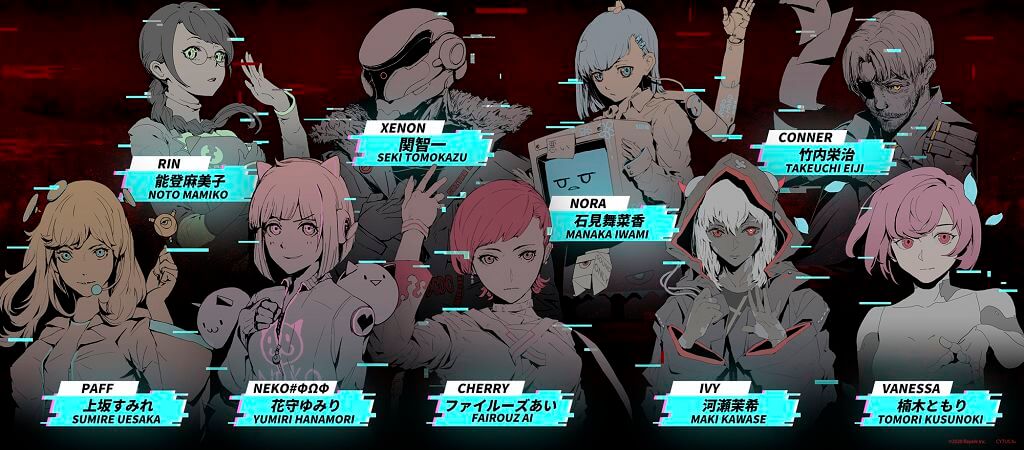 RIN
能登麻美子
NOTO MAMIKO
XENON
関智一
SEKI TOMOKAZU
NORA
石見舞菜香
MANAKA IWAMI
CONNER
竹内栄治
TAKEUCHI EIJI
PAFF
上坂すみれ
SUMIRE UESAKA
NEKO#ΦΩΦ
花守ゆみり
YUMIRI HANAMORI
CHERRY
ファイルーズあい
FAIROUZ AI
IVY
河瀬茉希
MAKI KAWASE
VANESSA
楠木ともり
TOMORI KUSUNOKI
©2020 Rayark Inc.